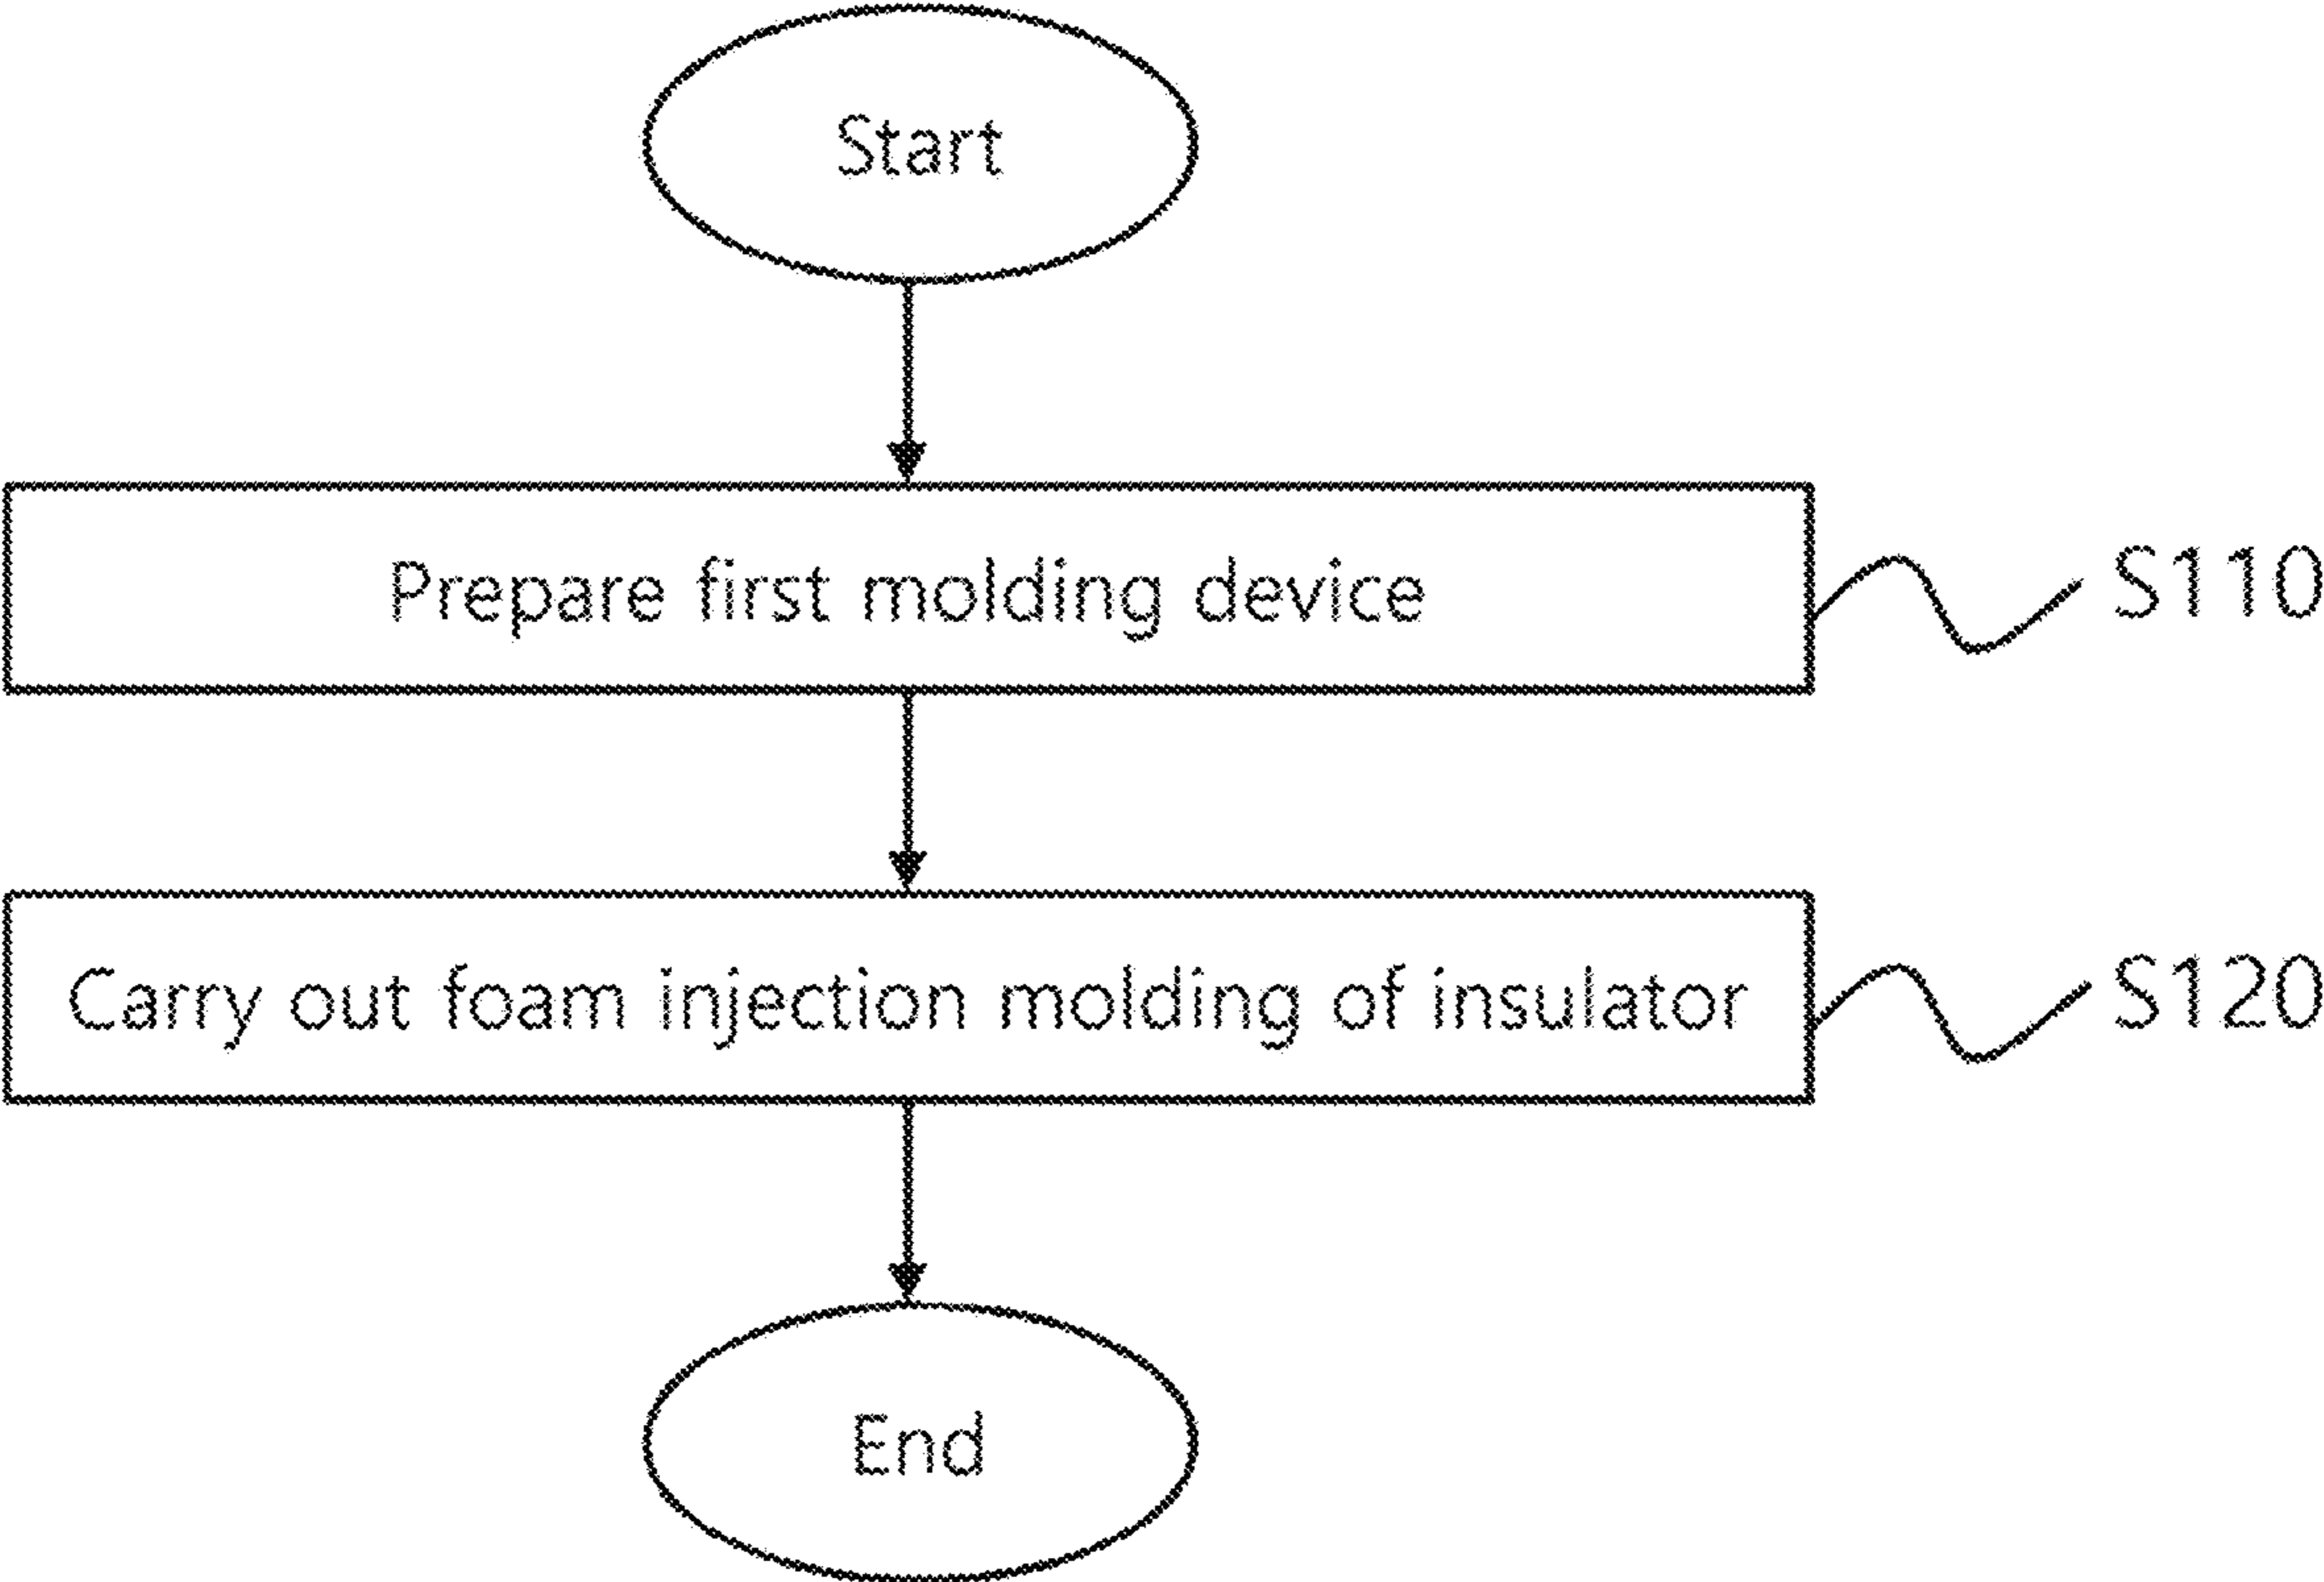 Start
Prepare first molding device
S110
Carry out foam injection molding of insulator
S120
End